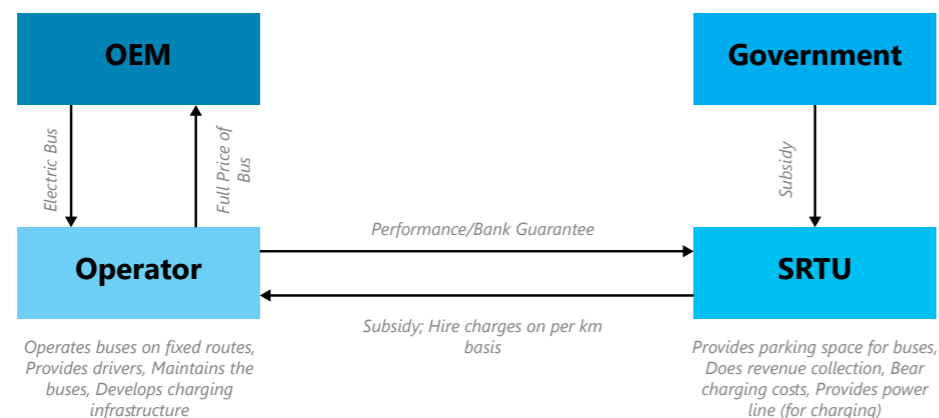 OEM
Government
Electric Bus
Full Price of
Bus
Subsidy
Performance/Bank Guarantee
Operator
SRTU
Subsidy; Hire charges on per km
basis
Operates buses on fixed routes,
Provides drivers, Maintains the
buses, Develops charging
infrastructure
Provides parking space for buses,
Does revenue collection, Bear
charging costs, Provides power
line (for charging)